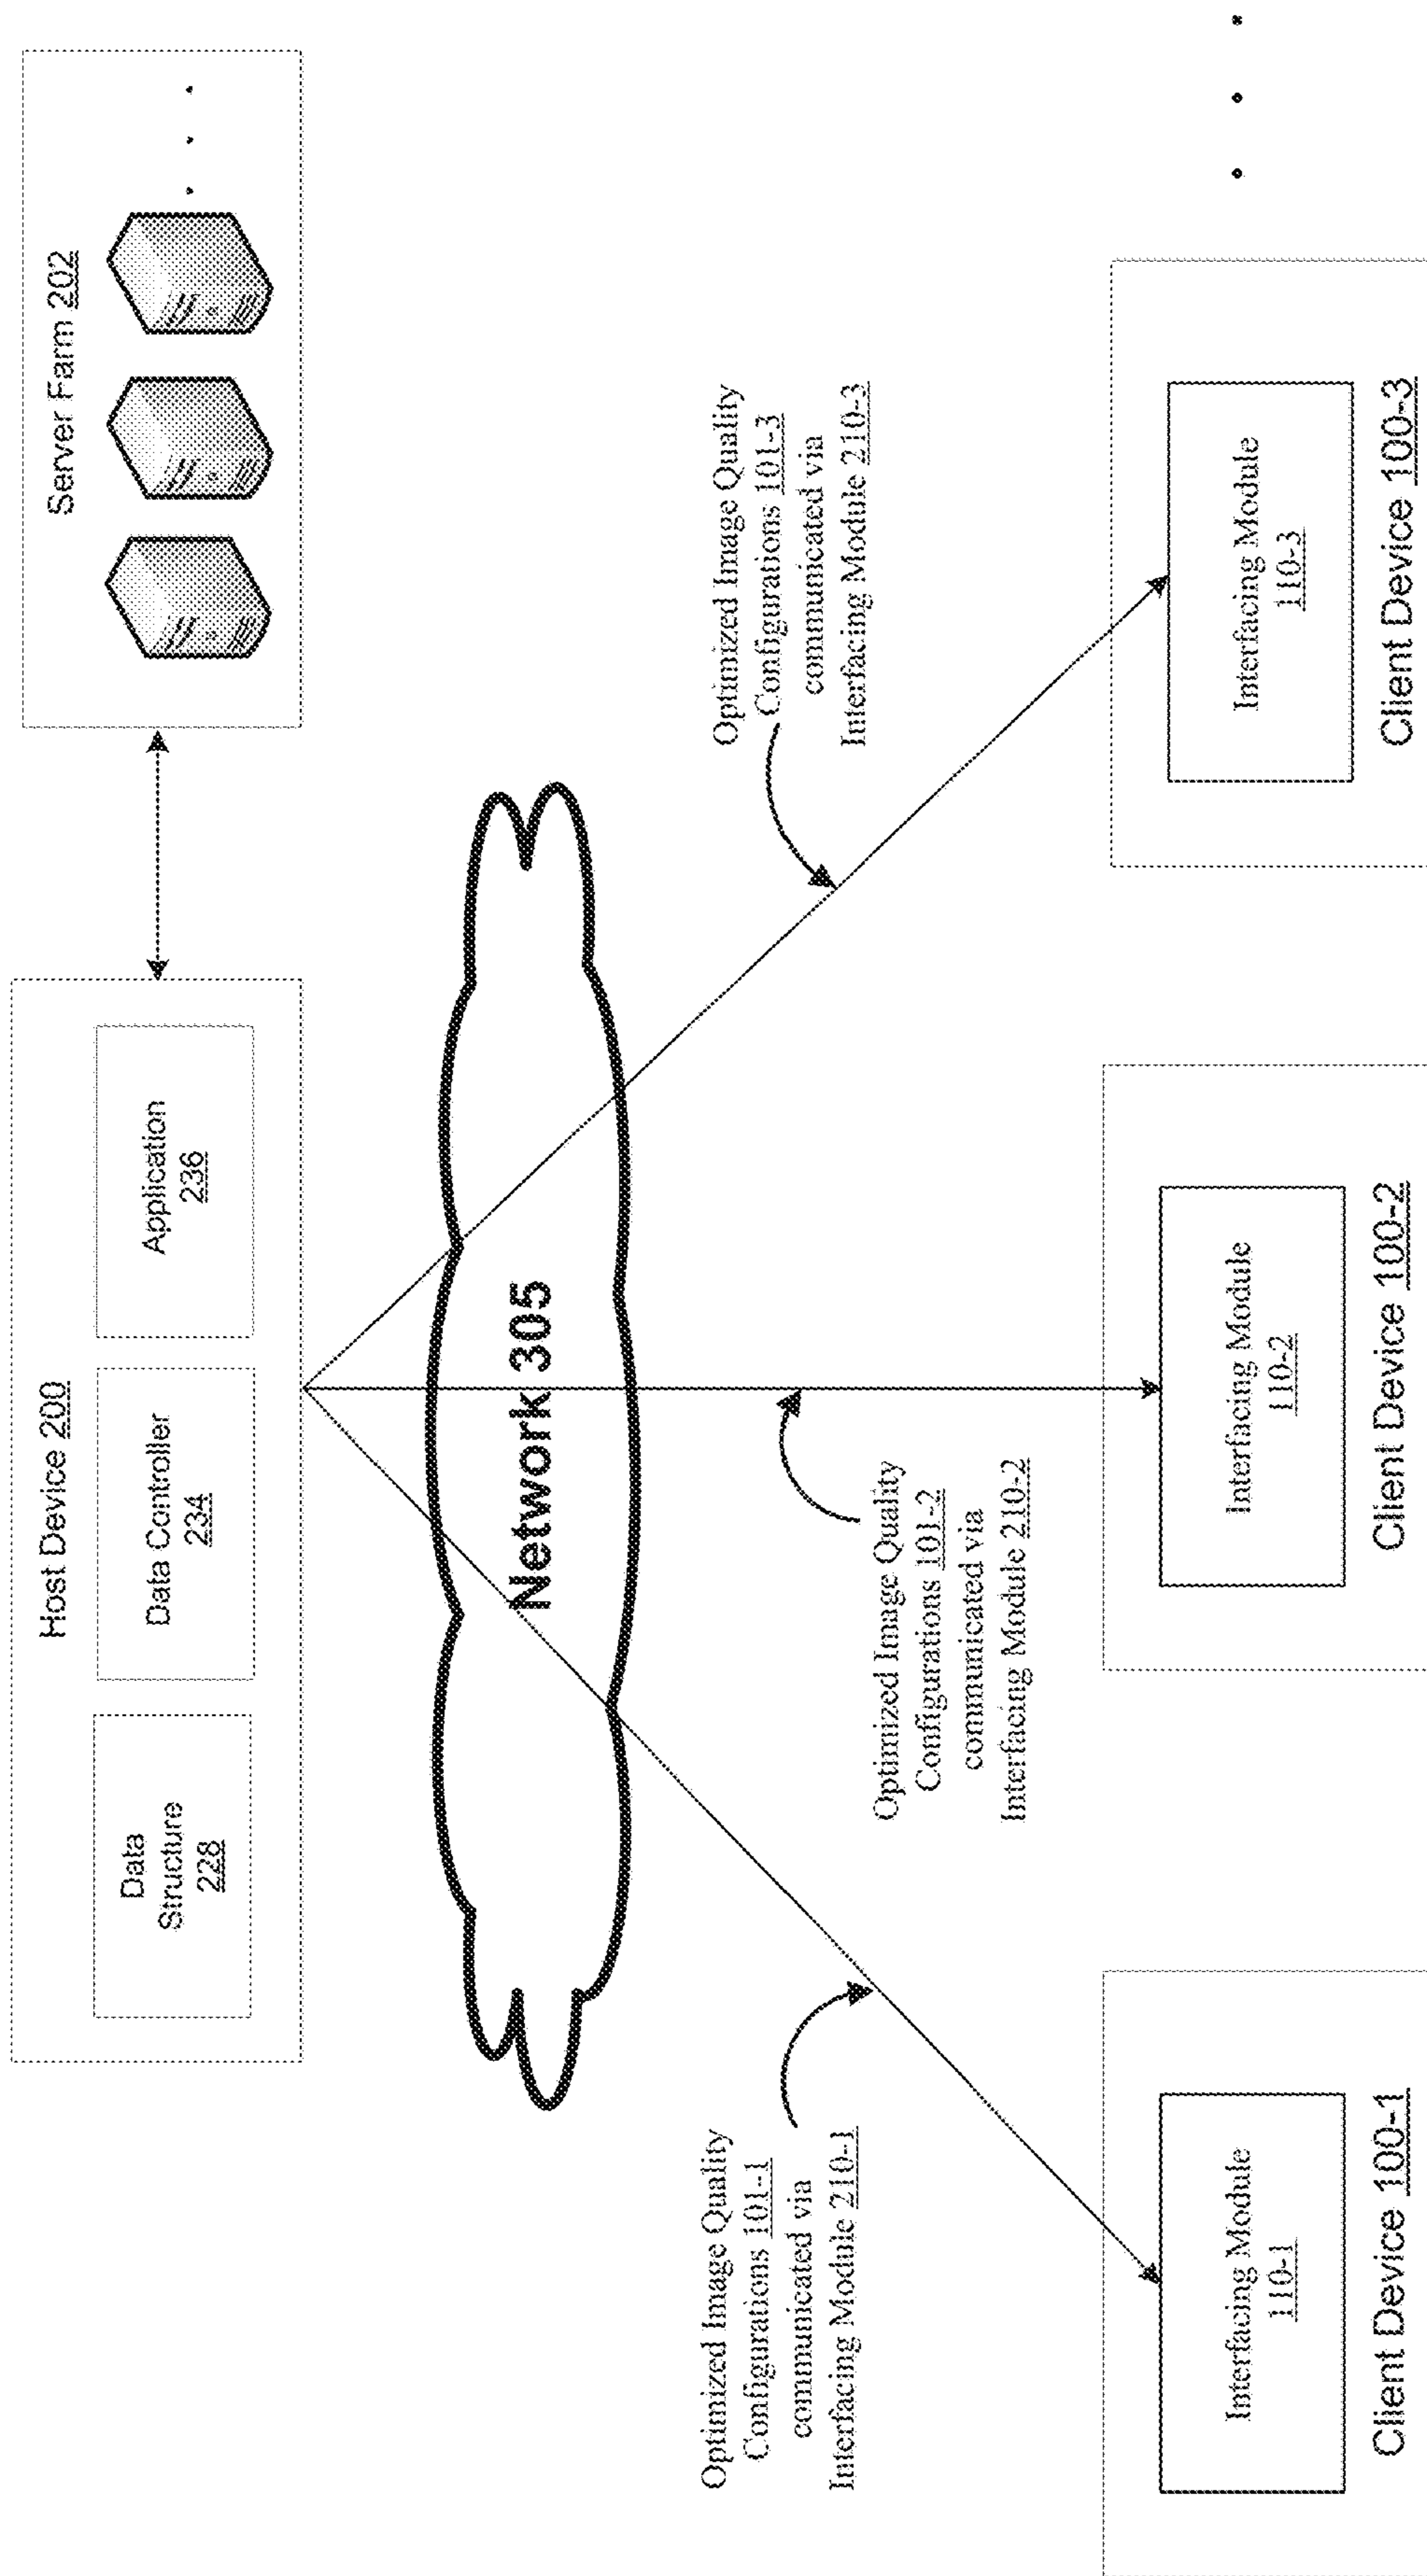 Host Device 200
Data
Structure
228
Data Controller
234
Application
236
Server Farm 202
Network 305
Optimized Image Quality
Configurations 101-1
communicated via
Interfacing Module 210-1
Optimized Image Quality
Configurations 101-2
communicated via
Interfacing Module 210-2
Optimized Image Quality
Configurations 101-3
communicated via
Interfacing Module 210-3
Interfacing Module
110-1
Client Device 100-1
Interfacing Module
110-2
Client Device 100-2
Interfacing Module
110-3
Client Device 100-3